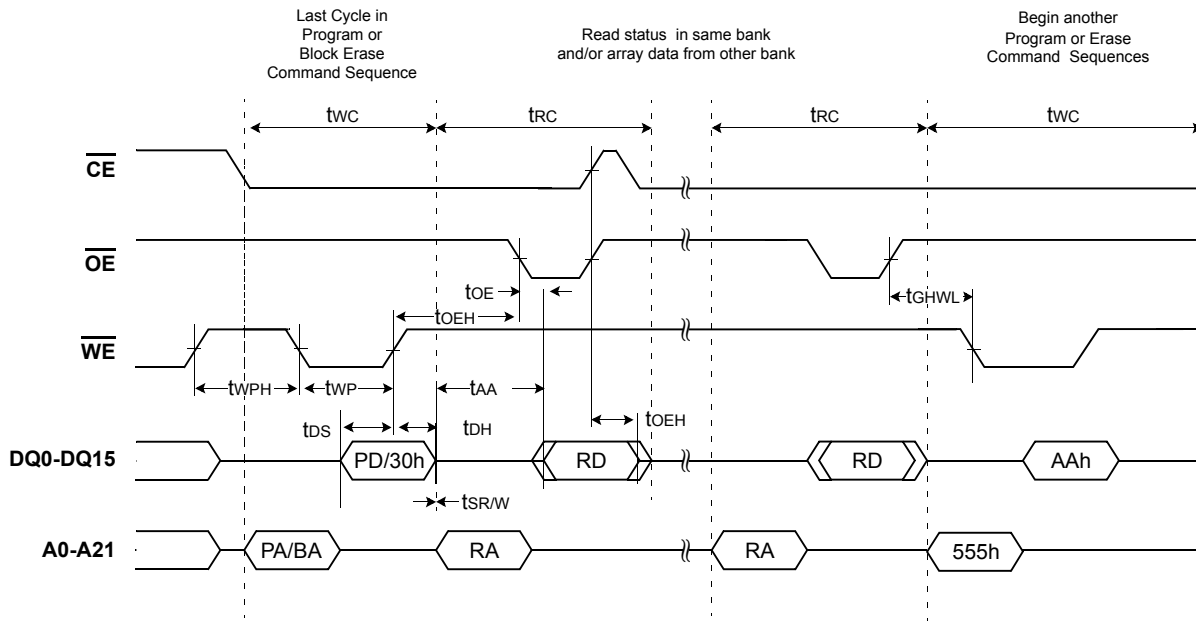 Last Cycle in
Program or
Block Erase
Command Sequence
Read status in same bank
and/or array data from other bank
Begin another
Program or Erase
Command Sequences
tWC
tRC
tRC
tWC
CE
OE
tOE
tGHWL
tOEH
WE
tWPH
tWP
tAA
tOEH
tDS
tDH
DQ0-DQ15
PD/30h
RD
RD
AAh
tSR/W
A0-A21
PA/BA
RA
RA
555h